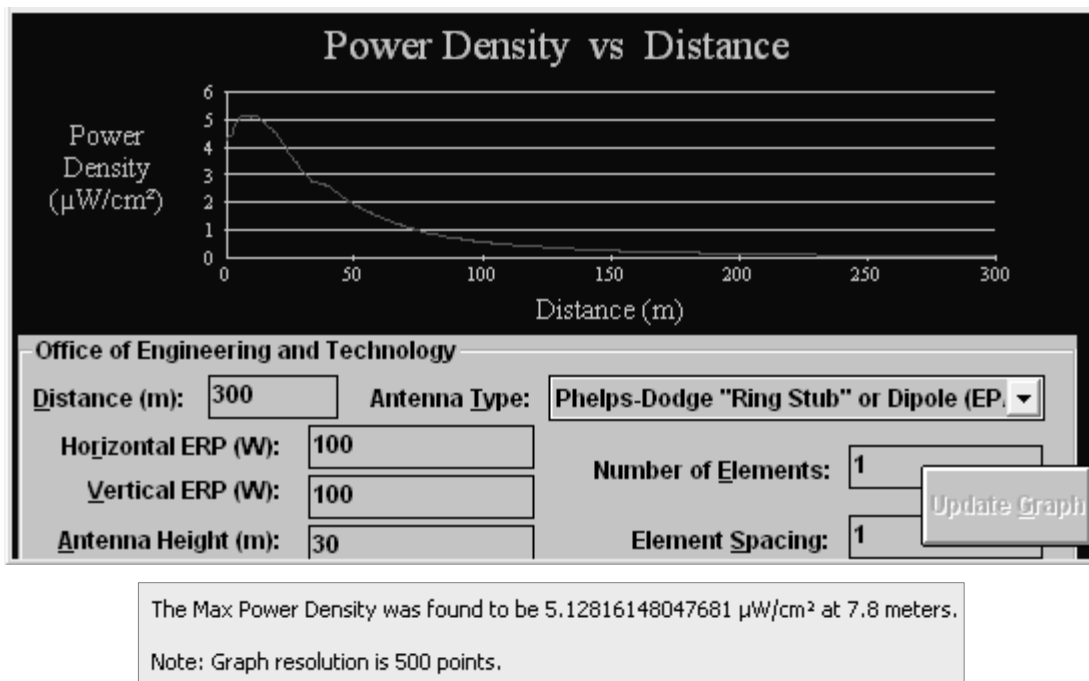 Power Density vs Distance
Power
Density
(µW/cm²)
6
5
4
3
2
1
0
0 50 100 150 200 250 300
Distance (m)
Office of Engineering and Technology
Distance (m): 300 Antenna Type: Phelps-Dodge "Ring Stub" or Dipole (EP.
Horizontal ERP (W): 100 Number of Elements: 1
Vertical ERP (W): 100 Update Graph
Antenna Height (m): 30 Element Spacing: 1
The Max Power Density was found to be 5.12816148047681 µW/cm² at 7.8 meters.
Note: Graph resolution is 500 points.